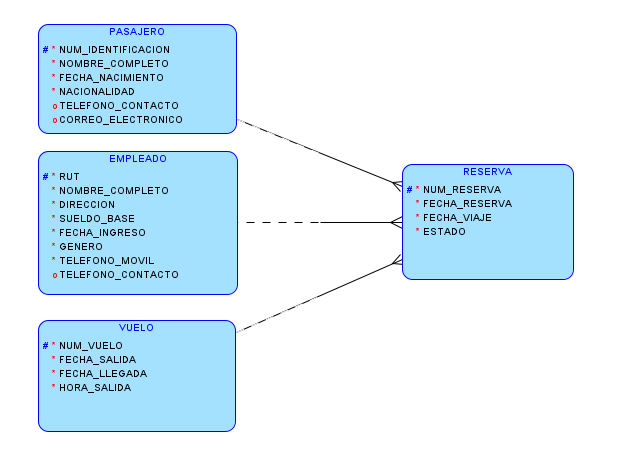 PASAJERO
# * NUM_IDENTIFICACION
* NOMBRE_COMPLETO
* FECHA_NACIMIENTO
* NACIONALIDAD
o TELEFONO_CONTACTO
o CORREO_ELECTRONICO
EMPLEADO
# * RUT
* NOMBRE_COMPLETO
* DIRECCION
* SUELDO_BASE
* FECHA_INGRESO
* GENERO
* TELEFONO_MOVIL
o TELEFONO_CONTACTO
VUELO
# * NUM_VUELO
* FECHA_SALIDA
* FECHA_LLEGADA
* HORA_SALIDA
RESERVA
# * NUM_RESERVA
* FECHA_RESERVA
* FECHA_VIAJE
* ESTADO